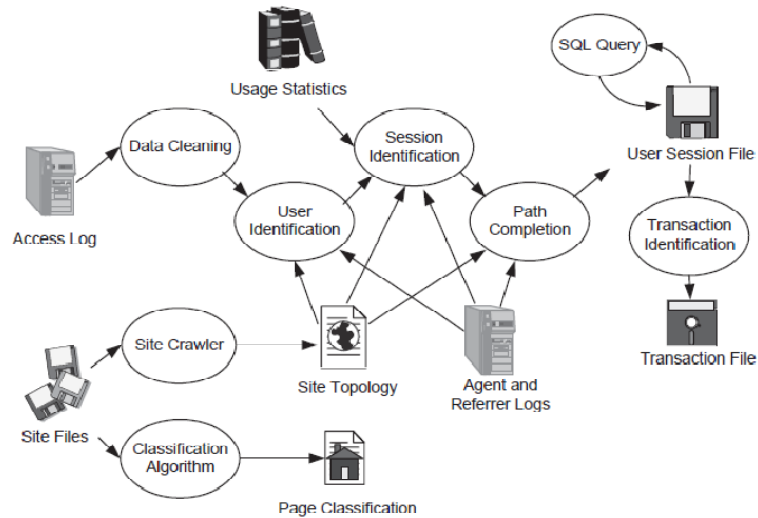 SQL Query
Usage Statistics
Data Cleaning
Session
Identification
User Session File
Access Log
User
Identification
Path
Completion
Transaction
Identification
Site Crawler
Site Topology
Agent and
Referrer Logs
Transaction File
Site Files
Classification
Algorithm
Page Classification